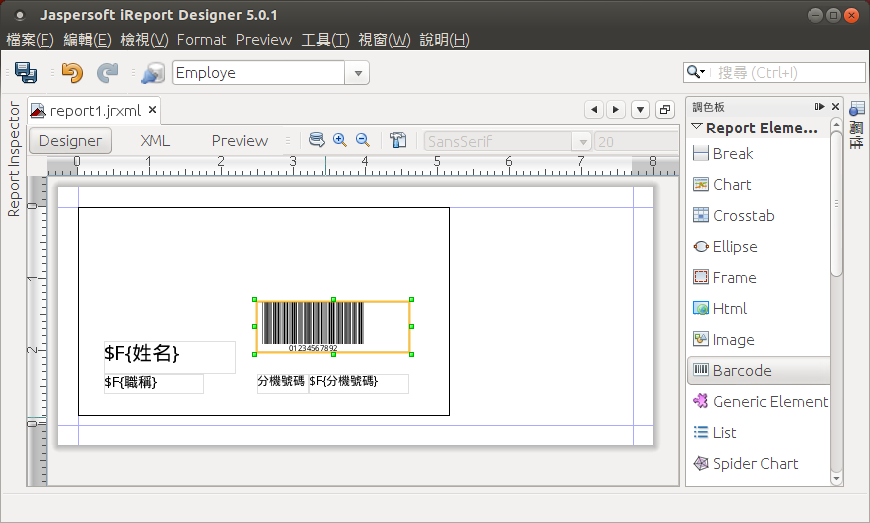 Jaspersoft iReport Designer 5.0.1
檔案(F) 編輯(E) 檢視(V) Format Preview 工具(T) 視窗(W) 說明(H)
Employe
搜尋 (Ctrl+I)
Report Inspector
report1.jrxml
Designer XML Preview SansSerif 20
0 1 2 3 4 5 6 7 8
0
1
2
0
01234567892
$F{姓名}
$F{職稱}
分機號碼 $F{分機號碼}
調色板
Report Eleme...
Break
Chart
Crosstab
Ellipse
Frame
Html
Image
Barcode
Generic Element
List
Spider Chart